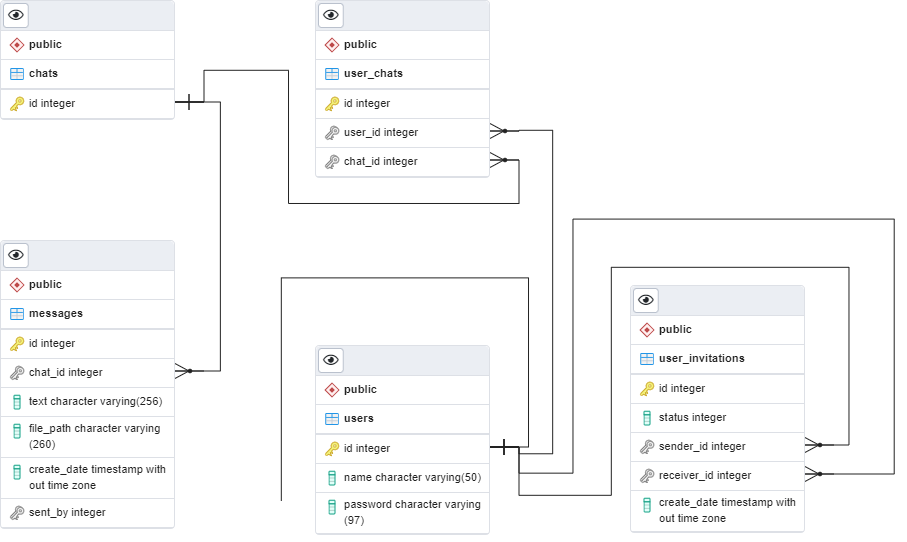 public
chats
id integer
public
user_chats
id integer
user_id integer
chat_id integer
public
messages
id integer
chat_id integer
text character varying(256)
file_path character varying
(260)
create_date timestamp with
out time zone
sent_by integer
public
users
id integer
name character varying(50)
password character varying
(97)
public
user_invitations
id integer
status integer
sender_id integer
receiver_id integer
create_date timestamp with
out time zone